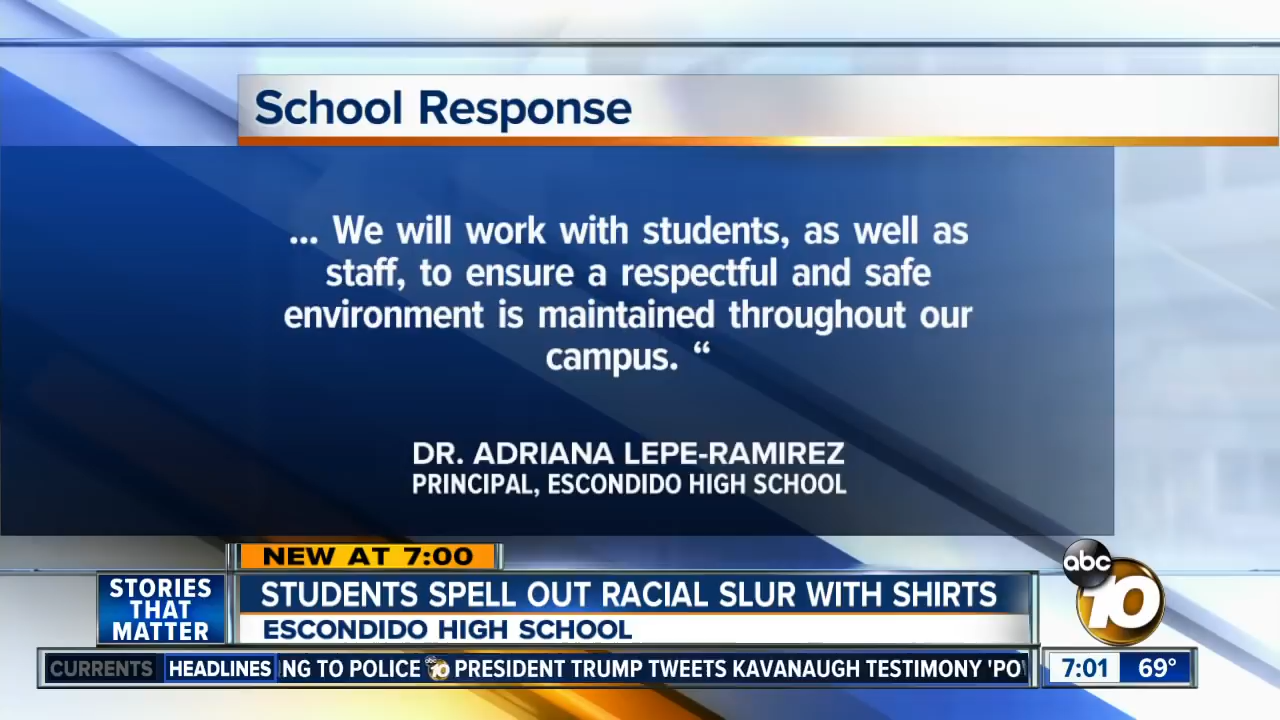 School Response
... We will work with students, as well as
staff, to ensure a respectful and safe
environment is maintained throughout our
campus. “
DR. ADRIANA LEPE-RAMIREZ
PRINCIPAL, ESCONDIDO HIGH SCHOOL
NEW AT 7:00
STORIES
THAT
MATTER
STUDENTS SPELL OUT RACIAL SLUR WITH SHIRTS
ESCONDIDO HIGH SCHOOL
abc
10
CURRENTS HEADLINES NG TO POLICE abc 10 PRESIDENT TRUMP TWEETS KAVANAUGH TESTIMONY 'PO
7:01 69°